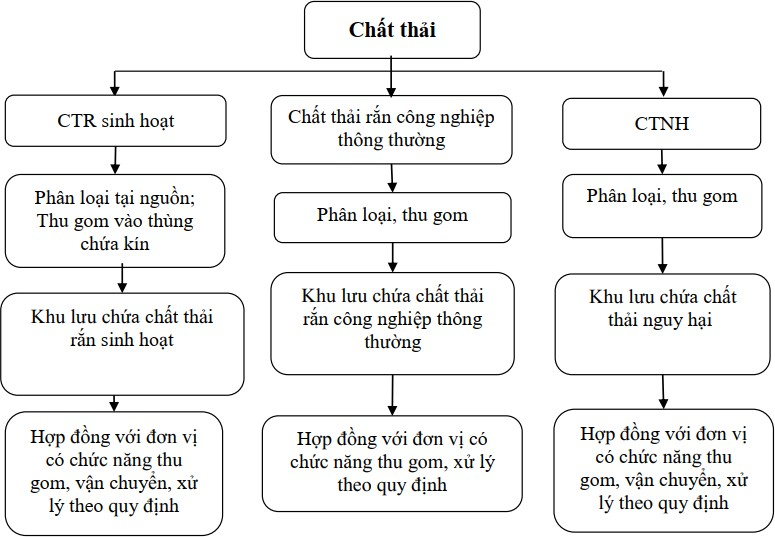 Chất thải
CTR sinh hoạt
Chất thải rắn công nghiệp
thông thường
CTNH
Phân loại tại nguồn;
Thu gom vào thùng
chứa kín
Phân loại, thu gom
Phân loại, thu gom
Khu lưu chứa chất thải
rắn sinh hoạt
Khu lưu chứa chất thải
rắn công nghiệp thông
thường
Khu lưu chứa chất
thải nguy hại
Hợp đồng với đơn vị
có chức năng thu
gom, vận chuyển, xử
lý theo quy định
Hợp đồng với đơn vị có
chức năng thu gom, xử lý
theo quy định
Hợp đồng với đơn vị
có chức năng thu
gom, vận chuyển, xử
lý theo quy định